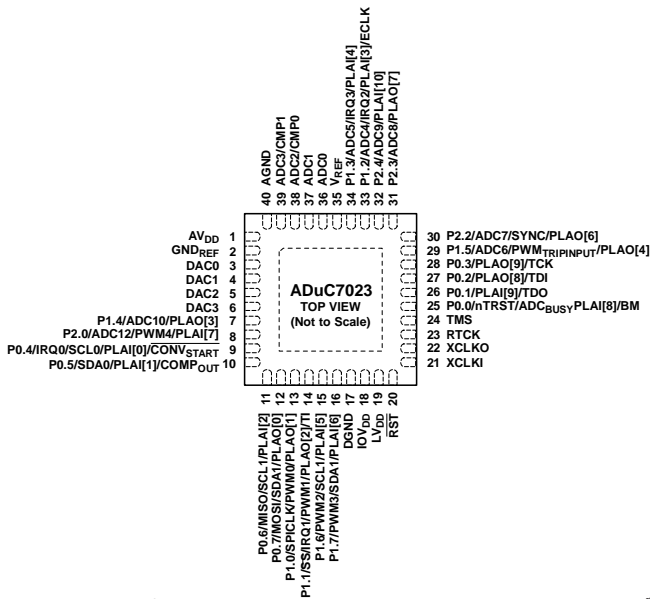 40 AGND
39 ADC3/CMP1
38 ADC2/CMP0
37 ADC1
36 ADC0
35 VREF
34 P1.3/ADC5/IRQ3/PLAI[4]
33 P1.2/ADC4/IRQ2/PLAI[3]/ECLK
32 P2.4/ADC9/PLAI[10]
31 P2.3/ADC8/PLAO[7]
AVDD 1
GNDREF 2
DAC0 3
DAC1 4
DAC2 5
DAC3 6
P1.4/ADC10/PLAO[3] 7
P2.0/ADC12/PWM4/PLAI[7] 8
P0.4/IRQ0/SCL0/PLAI[0]/CONVSTART 9
P0.5/SDA0/PLAI[1]/COMPOUT 10
ADuC7023
TOP VIEW
(Not to Scale)
30 P2.2/ADC7/SYNC/PLAO[6]
29 P1.5/ADC6/PWMTRIPINPUT/PLAO[4]
28 P0.3/PLAO[9]/TCK
27 P0.2/PLAO[8]/TDI
26 P0.1/PLAI[9]/TDO
25 P0.0/nTRST/ADCBUSYPLAI[8]/BM
24 TMS
23 RTCK
22 XCLKO
21 XCLKI
P0.6/MISO/SCL1/PLAI[2] 11
P0.7/MOSI/SDA1/PLAO[0] 12
P1.0/SPICLK/PWM0/PLAO[1] 13
P1.1/SS/IRQ1/PWM1/PLAO[2]/TI 14
P1.6/PWM2/SCL1/PLAI[5] 15
P1.7/PWM3/SDA1/PLAI[6] 16
DGND 17
IOVDD 18
LVDD 19
RST 20